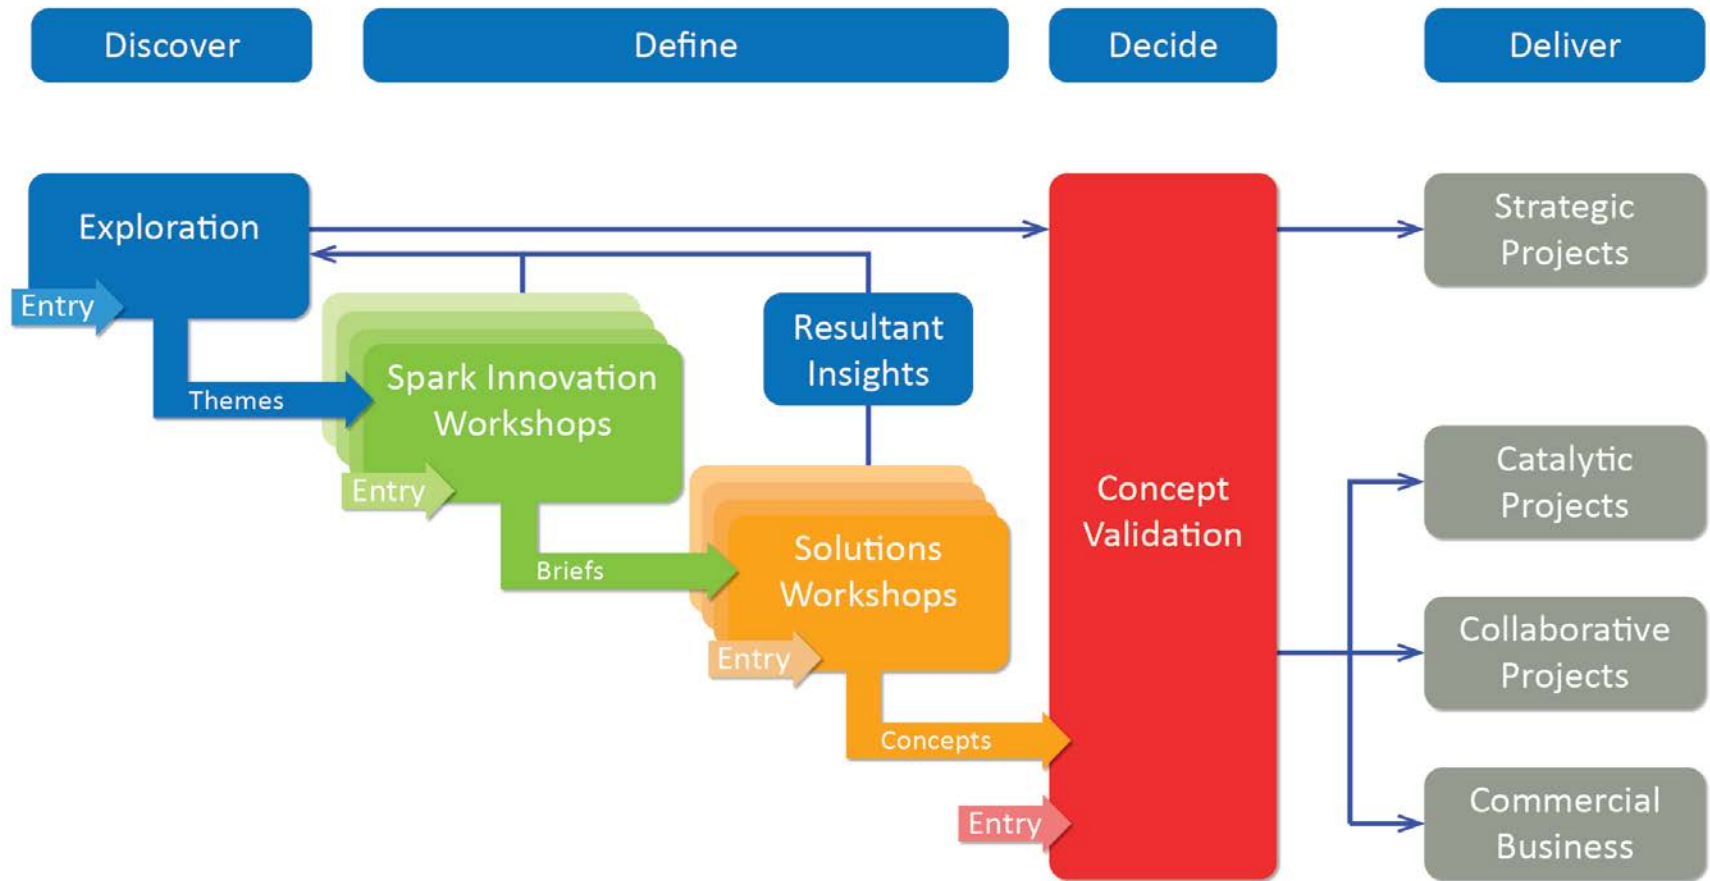 Discover
Define
Decide
Deliver
Exploration
Entry
Themes
Spark Innovation
Workshops
Entry
Briefs
Resultant
Insights
Solutions
Workshops
Entry
Concepts
Concept
Validation
Entry
Strategic
Projects
Catalytic
Projects
Collaborative
Projects
Commercial
Business